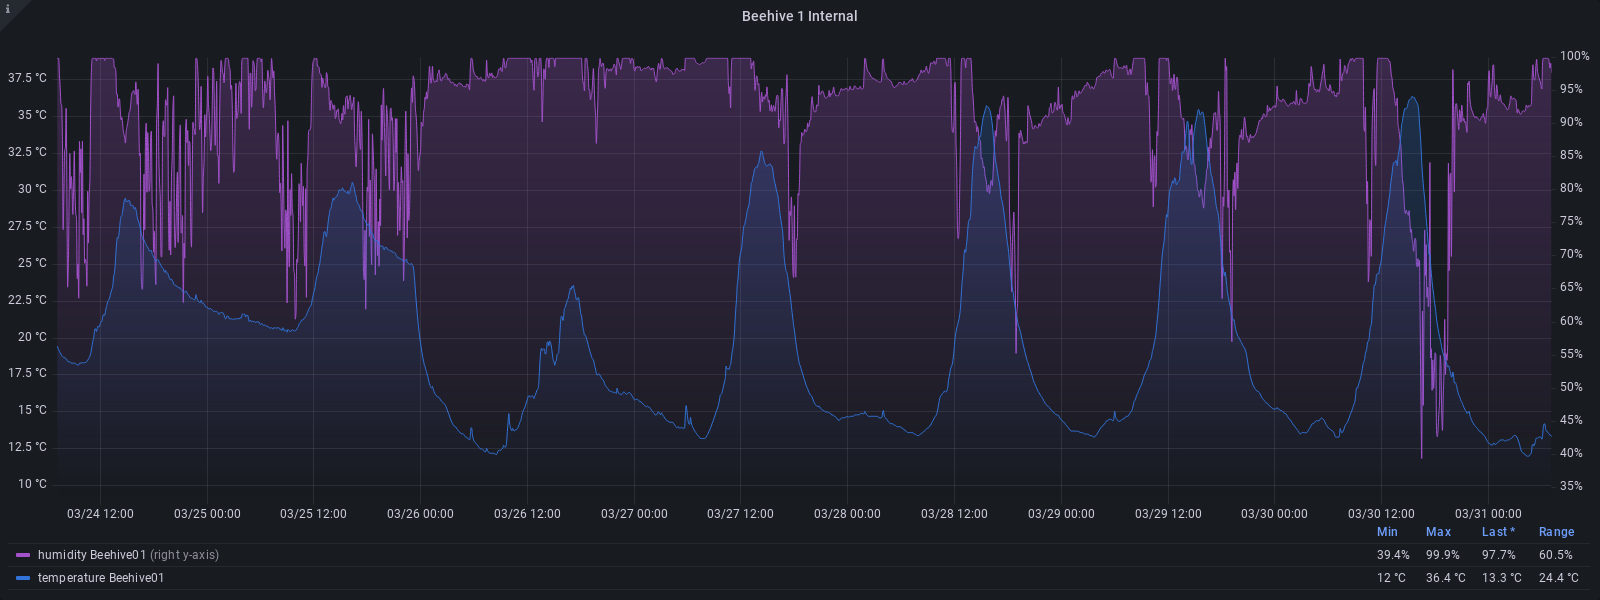 i
Beehive 1 Internal
37.5 °C
35 °C
32.5 °C
30 °C
27.5 °C
25 °C
22.5 °C
20 °C
17.5 °C
15 °C
12.5 °C
10 °C
100%
95%
90%
85%
80%
75%
70%
65%
60%
55%
50%
45%
40%
35%
03/24 12:00 03/25 00:00 03/25 12:00 03/26 00:00 03/26 12:00 03/27 00:00 03/27 12:00 03/28 00:00 03/28 12:00 03/29 00:00 03/29 12:00 03/30 00:00 03/30 12:00 03/31 00:00
Min Max Last * Range
humidity Beehive01 (right y-axis) 39.4% 99.9% 97.7% 60.5%
temperature Beehive01 12 °C 36.4 °C 13.3 °C 24.4 °C